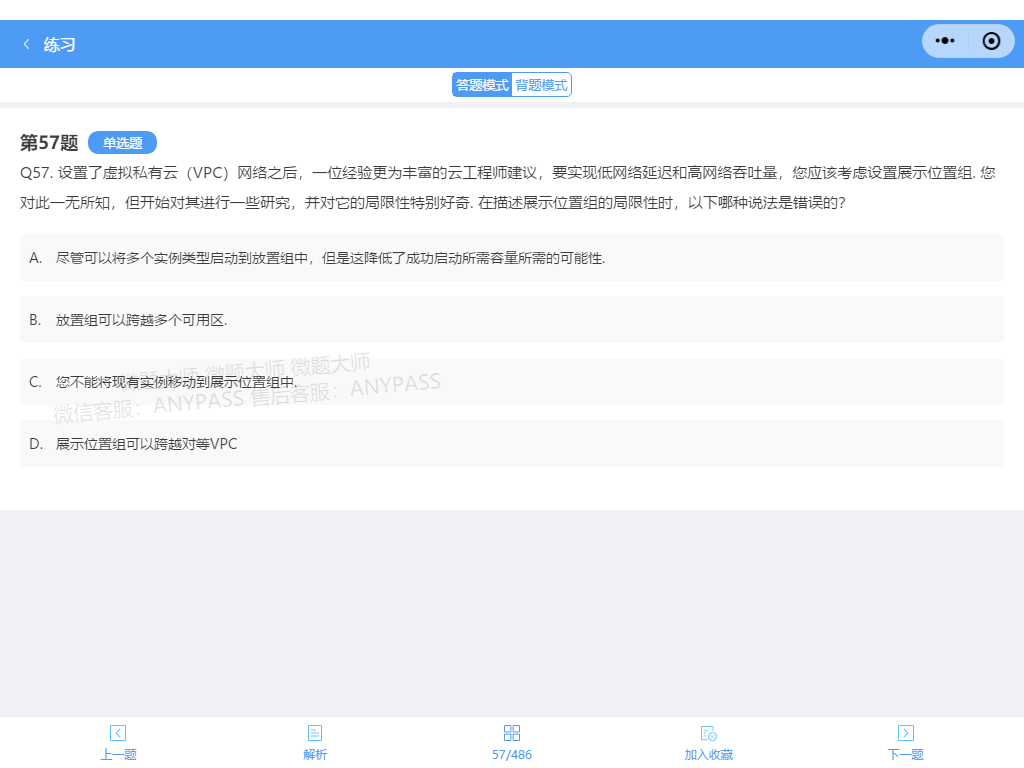 练习
答题模式 背题模式
第57题 单选题
Q57. 设置了虚拟私有云（VPC）网络之后，一位经验更为丰富的云工程师建议，要实现低网络延迟和高网络吞吐量，您应该考虑设置展示位置组. 您
对此一无所知，但开始对其进行一些研究，并对它的局限性特别好奇. 在描述展示位置组的局限性时，以下哪种说法是错误的?
A. 尽管可以将多个实例类型启动到放置组中，但是这降低了成功启动所需容量所需的可能性.
B. 放置组可以跨越多个可用区.
C. 您不能将现有实例移动到展示位置组中.
微题大师 微题大师 微题大师
微信客服：ANYPASS 售后客服：ANYPASS
D. 展示位置组可以跨越对等VPC
上一题 解析 57/486 加入收藏 下一题